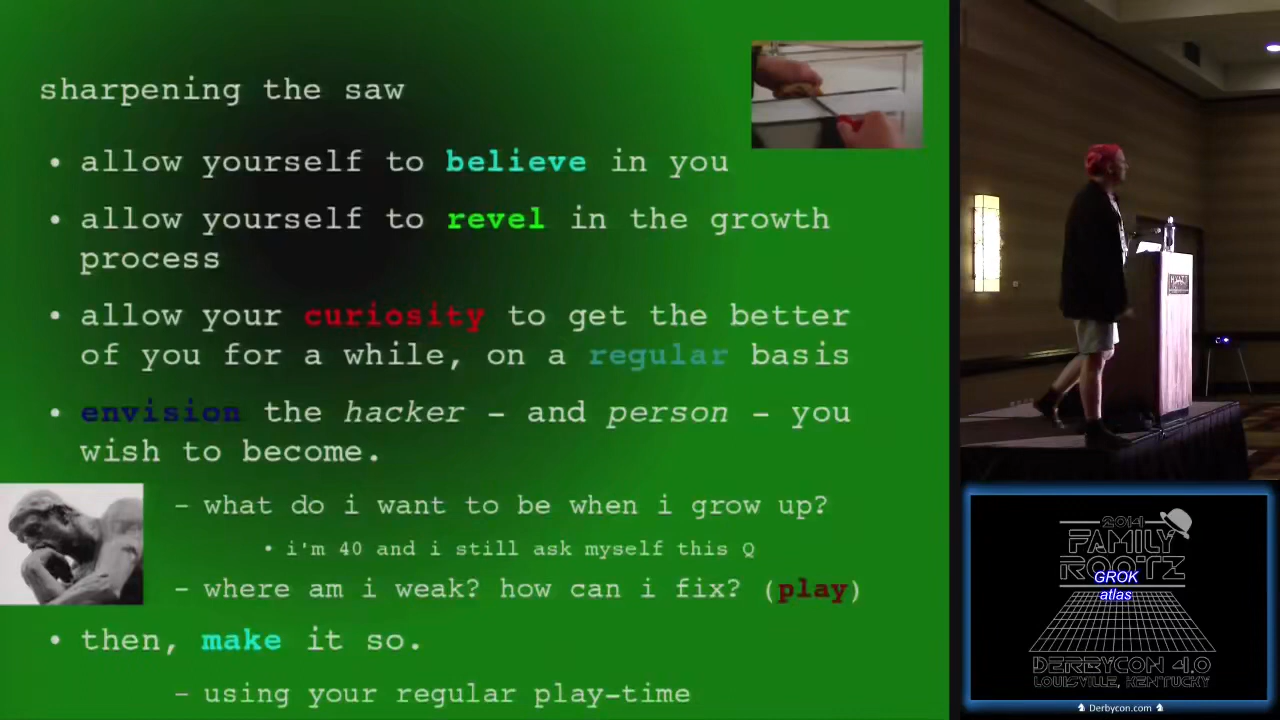 sharpening the saw
• allow yourself to believe in you
• allow yourself to revel in the growth
process
• allow your curiosity to get the better
of you for a while, on a regular basis
• envision the hacker – and person – you
wish to become.
– what do i want to be when i grow up?
• i'm 40 and i still ask myself this Q
– where am i weak? how can i fix? (play)
• then, make it so.
– using your regular play-time
2014
FAMILY
ROOTZ
GROK
atlas
DERBYCON 4.0
LOUISVILLE, KENTUCKY
Derbycon.com